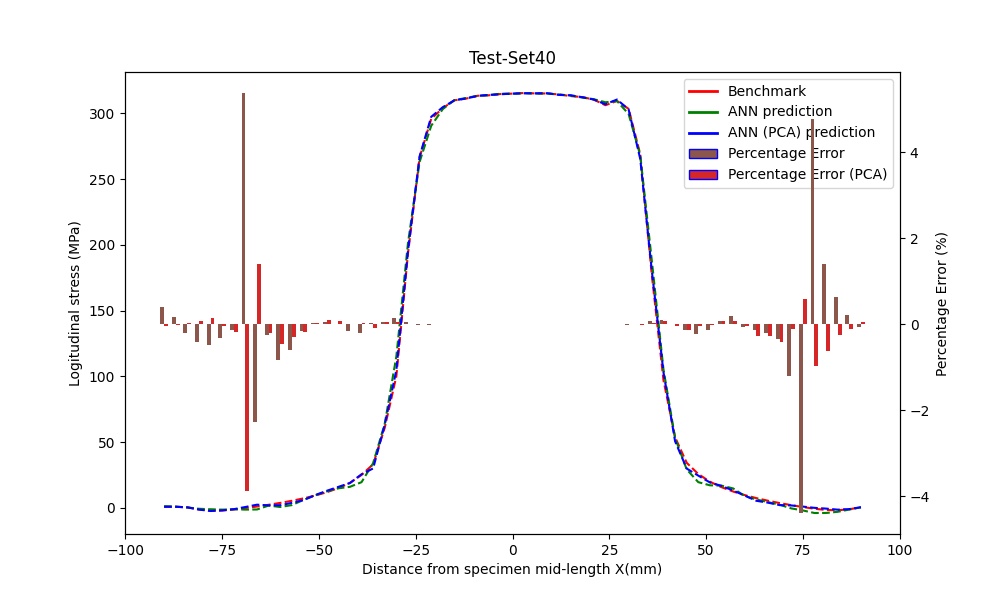 Test-Set40
Benchmark
ANN prediction
ANN (PCA) prediction
Percentage Error
Percentage Error (PCA)
Logitudinal stress (MPa)
300
250
200
150
100
50
0
4
2
0
−2
−4
Percentage Error (%)
−100 −75 −50 −25 0 25 50 75 100
Distance from specimen mid-length X(mm)